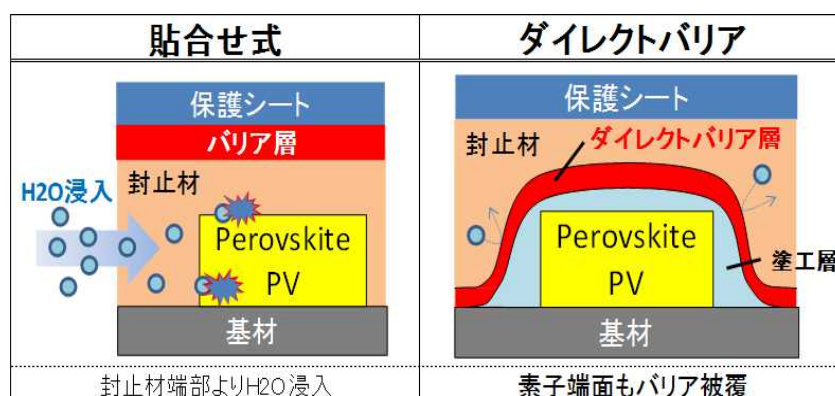 貼合せ式
ダイレクトバリア
保護シート
バリア層
封止材
H2O浸入
Perovskite
PV
基材
封止材端部よりH2O浸入
保護シート
封止材
ダイレクトバリア層
Perovskite
PV
塗工層
基材
素子端面もバリア被覆